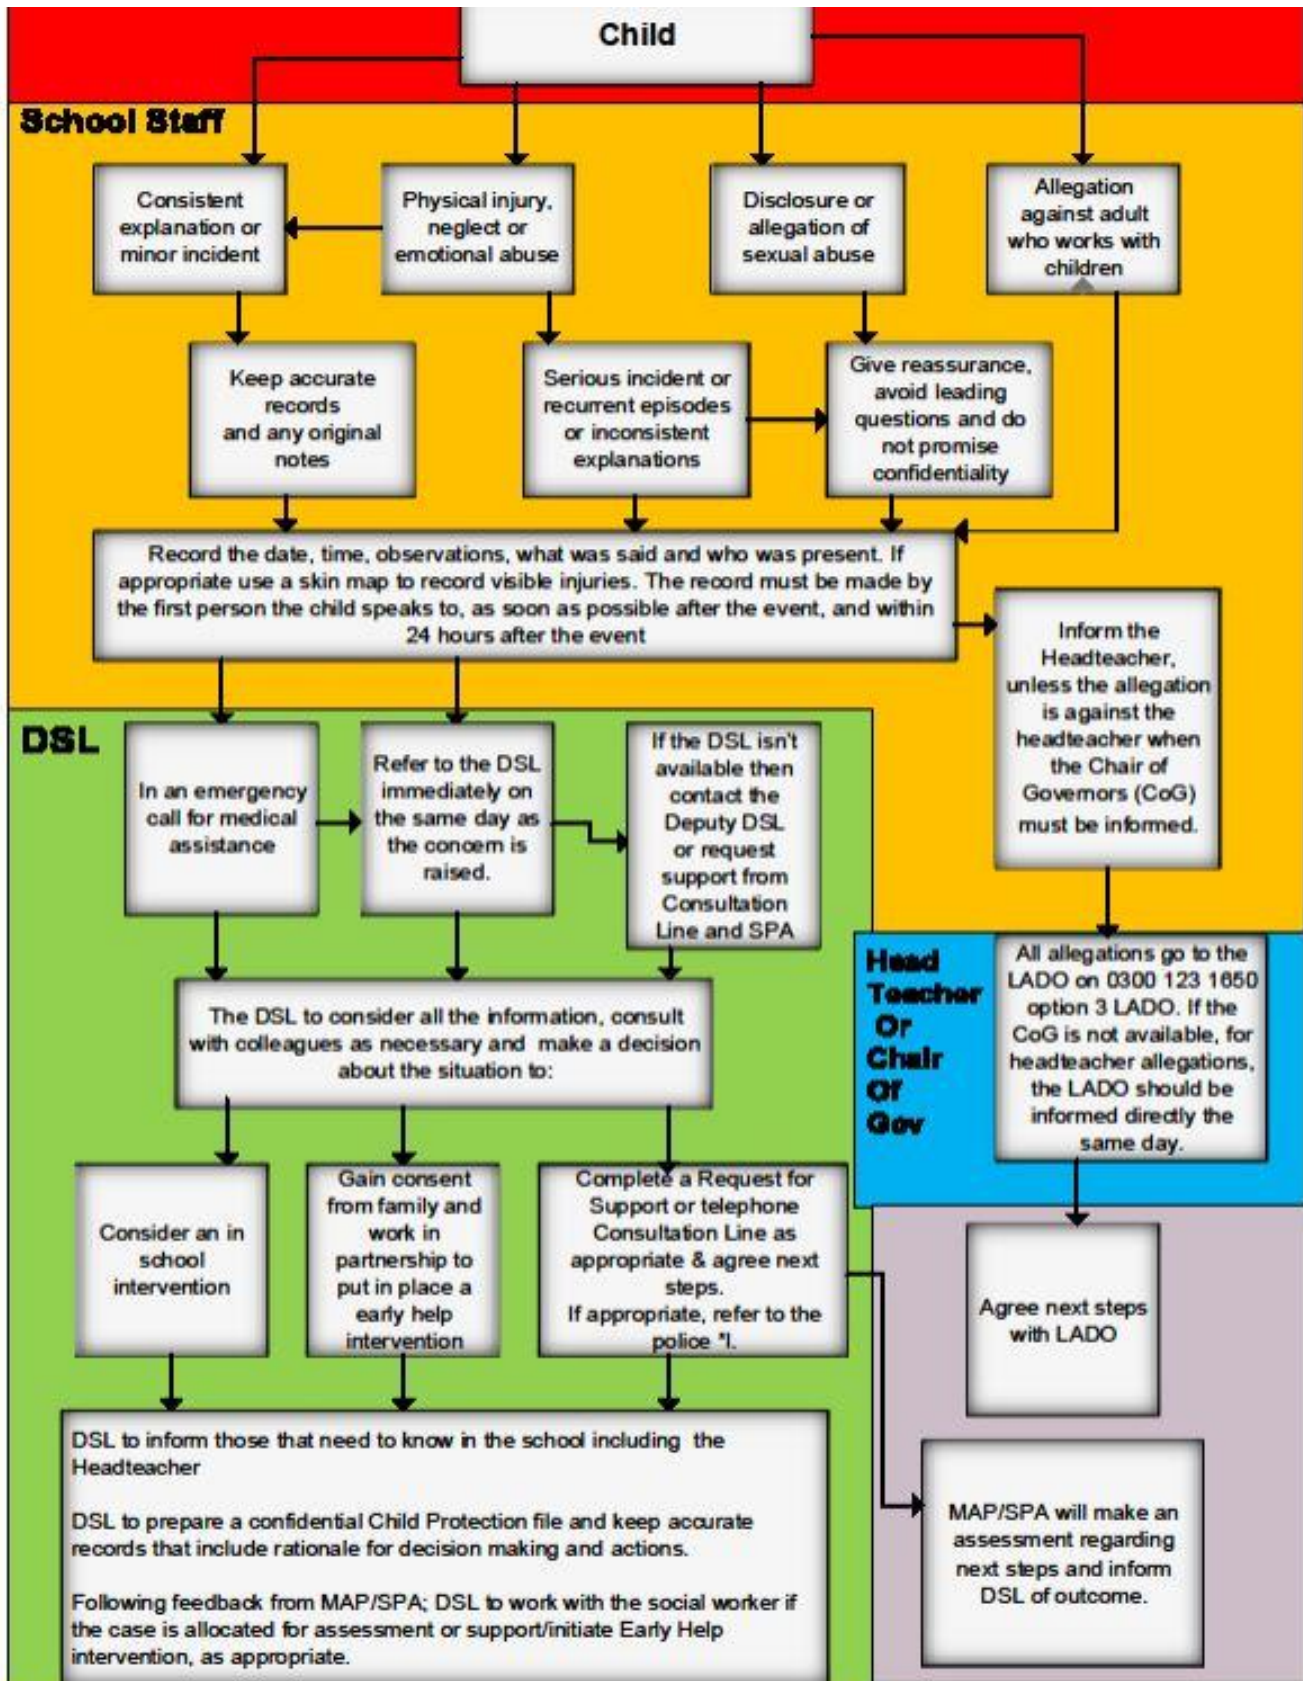 Child
School Staff
Consistent
explanation or
minor incident
Physical injury,
neglect or
emotional abuse
Disclosure or
allegation of
sexual abuse
Allegation
against adult
who works with
children
Keep accurate
records
and any original
notes
Serious incident or
recurrent episodes
or inconsistent
explanations
Give reassurance,
avoid leading
questions and do
not promise
confidentiality
Record the date, time, observations, what was said and who was present. If
appropriate use a skin map to record visible injuries. The record must be made by
the first person the child speaks to, as soon as possible after the event, and within
24 hours after the event
Inform the
Headteacher,
unless the allegation
is against the
headteacher when
the Chair of
Governors (CoG)
must be informed.
DSL
In an emergency
call for medical
assistance
Refer to the DSL
immediately on
the same day as
the concern is
raised.
If the DSL isn't
available then
contact the
Deputy DSL
or request
support from
Consultation
Line and SPA
Head
Teacher
Or
Chair
Of
Gov
All allegations go to the
LADO on 0300 123 1650
option 3 LADO. If the
CoG is not available, for
headteacher allegations,
the LADO should be
informed directly the
same day.
The DSL to consider all the information, consult
with colleagues as necessary and make a decision
about the situation to:
Consider an in
school
intervention
Gain consent
from family and
work in
partnership to
put in place a
early help
intervention
Complete a Request for
Support or telephone
Consultation Line as
appropriate & agree next
steps.
If appropriate, refer to the
police *I.
Agree next steps
with LADO
DSL to inform those that need to know in the school including the
Headteacher
DSL to prepare a confidential Child Protection file and keep accurate
records that include rationale for decision making and actions.
Following feedback from MAP/SPA; DSL to work with the social worker if
the case is allocated for assessment or support/initiate Early Help
intervention, as appropriate.
MAP/SPA will make an
assessment regarding
next steps and inform
DSL of outcome.